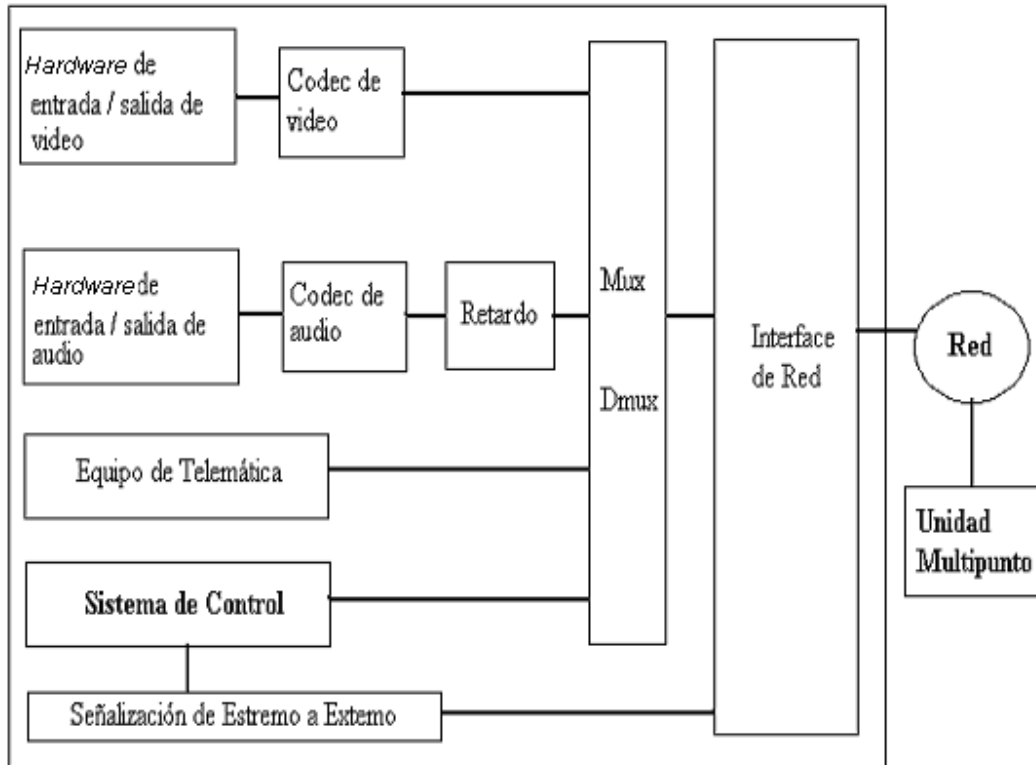 Hardware de
entrada / salida de
video
Codec de
video
Hardware de
entrada / salida de
audio
Codec de
audio
Retardo
Mux
Dmux
Interface
de Red
Red
Equipo de Telemática
Unidad
Multipunto
Sistema de Control
Señalización de Estremo a Extemo